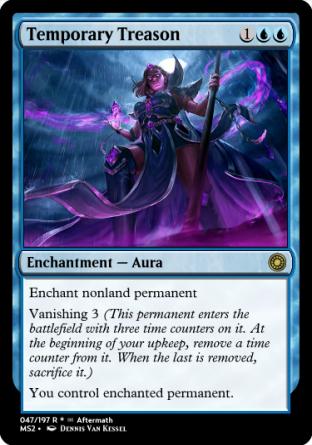 Temporary Treason 1
Enchantment — Aura
Enchant nonland permanent
Vanishing 3 (This permanent enters the
battlefield with three time counters on it. At
the beginning of your upkeep, remove a time
counter from it. When the last is removed,
sacrifice it.)
You control enchanted permanent.
047/197 R * = Aftermath
MS2 • Dennis Van Kessel